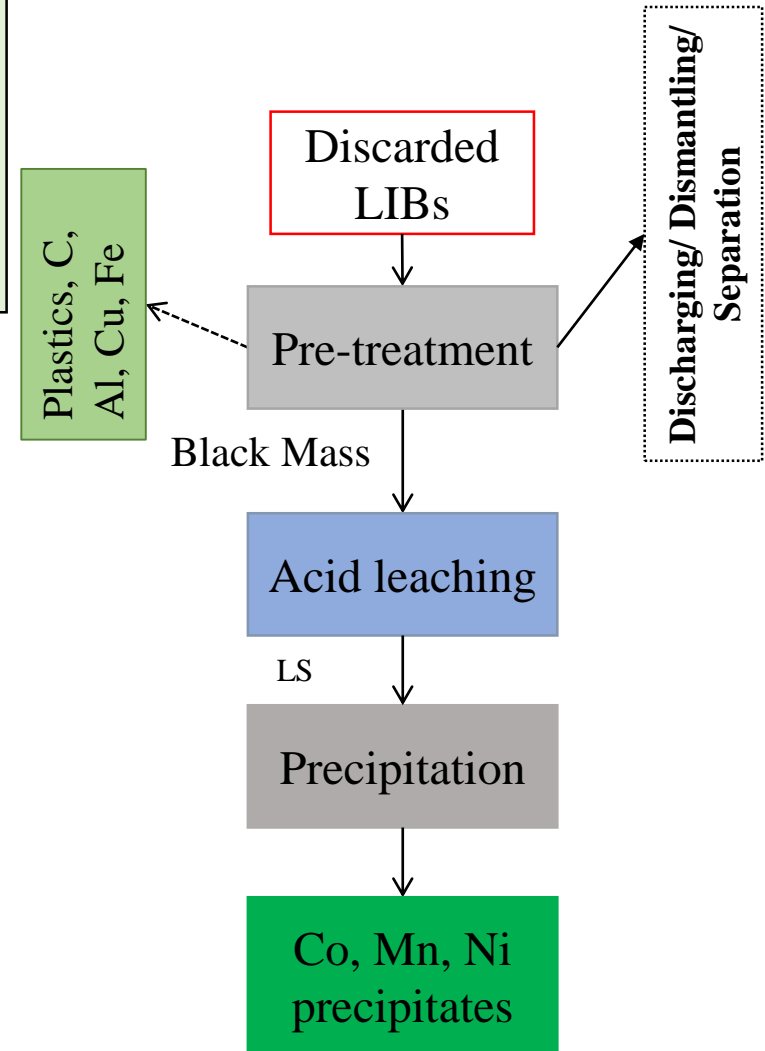 Discarded
LIBs
Plastics, C,
Al, Cu, Fe
Pre-treatment
Discharging/ Dismantling/
Separation
Black Mass
Acid leaching
LS
Precipitation
Co, Mn, Ni
precipitates